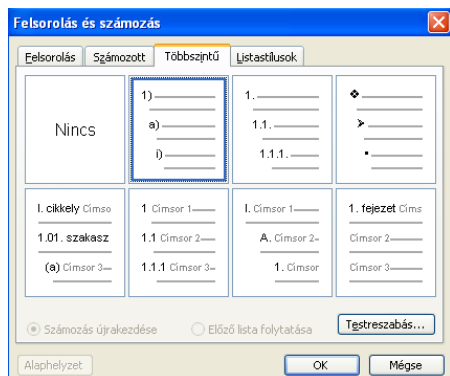 Felsorolás és számozás
Felsorolás Számozott Többszintű Listastílusok
Nincs
1)
a)
i)
1.
1.1.
1.1.1.
I. cikkely Címso
1.01. szakasz
(a) Címsor 3
1 Címsor 1
1.1 Címsor 2
1.1.1 Címsor 3
I. Címsor 1
A. Címsor 2
1. Címsor
1. fejezet Címs
Címsor 2
Címsor 3
Számozás újrakezdése Előző lista folytatása Testreszabás...
Alaphelyzet OK Mégse